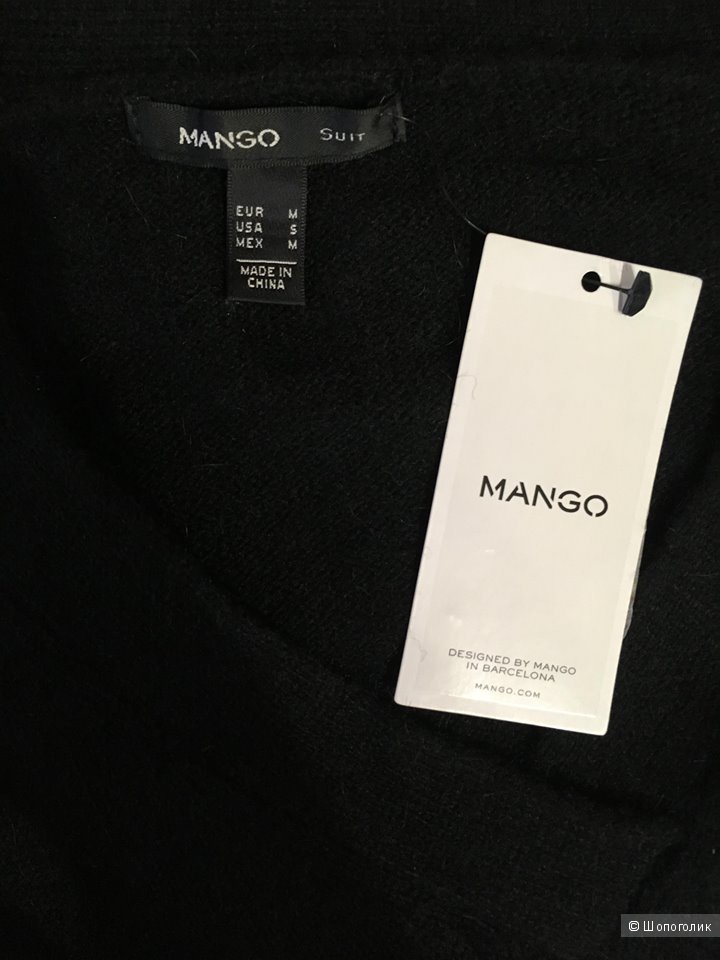 MANGO SUIT
EUR M
USA S
MEX M
MADE IN
CHINA
MANGO
DESIGNED BY MANGO
IN BARCELONA
MANGO.COM
© Шопоголик